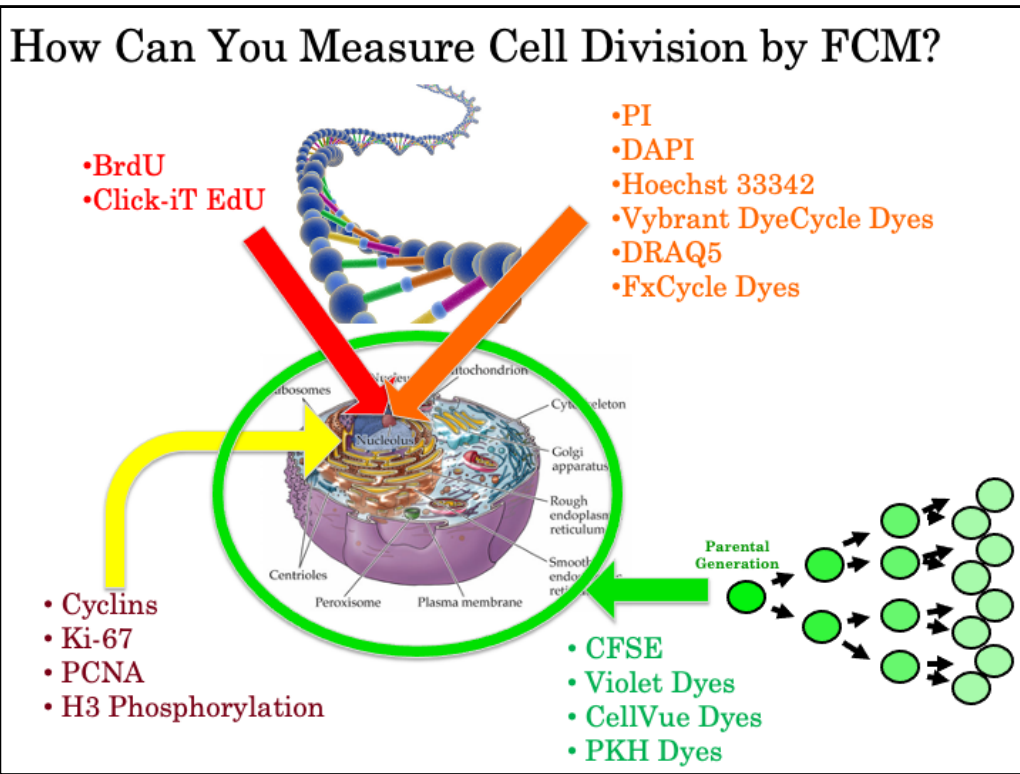 How Can You Measure Cell Division by FCM?
•BrdU
•Click-iT EdU
•PI
•DAPI
•Hoechst 33342
•Vybrant DyeCycle Dyes
•DRAQ5
•FxCycle Dyes
Nucleolus
Cytoskeleton
Golgi
apparatus
Rough
endoplasmic
reticulum
Smooth
Centrioles
Peroxisome
Plasma membrane
Parental
Generation
• Cyclins
• Ki-67
• PCNA
• H3 Phosphorylation
• CFSE
• Violet Dyes
• CellVue Dyes
• PKH Dyes